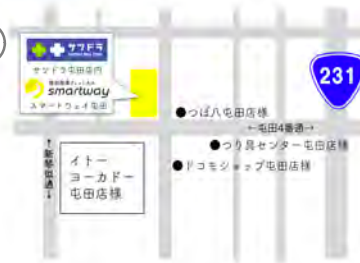 サツドラ
サツドラ屯田店内
smartway
スマートウェイ屯田
231
●つぼ八屯田店様
←屯田4番通→
●つり具センター屯田店様
●ドコモショップ屯田店様
↑新琴似通↓
イトー
ヨーカドー
屯田店様